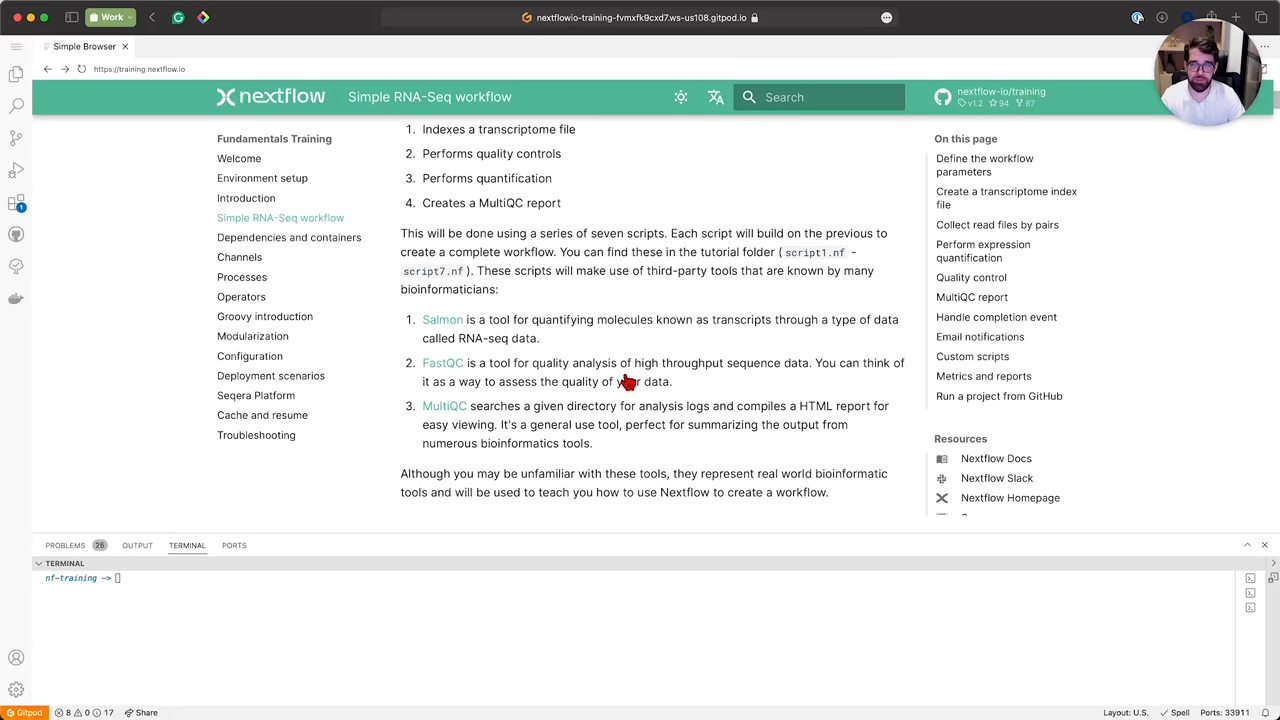 Work
nextflowio-training-fvmxfk9cxd7.ws-us108.gitpod.io
Simple Browser
https://training.nextflow.io
nextflow
Simple RNA-Seq workflow
Search
nextflow-io/training
v1.2 94 87
Fundamentals Training
Welcome
Environment setup
Introduction
Simple RNA-Seq workflow
Dependencies and containers
Channels
Processes
Operators
Groovy introduction
Modularization
Configuration
Deployment scenarios
Seqera Platform
Cache and resume
Troubleshooting
1. Indexes a transcriptome file
2. Performs quality controls
3. Performs quantification
4. Creates a MultiQC report
This will be done using a series of seven scripts. Each script will build on the previous to
create a complete workflow. You can find these in the tutorial folder ( script1.nf -
script7.nf ). These scripts will make use of third-party tools that are known by many
bioinformaticians:
1. Salmon is a tool for quantifying molecules known as transcripts through a type of data
called RNA-seq data.
2. FastQC is a tool for quality analysis of high throughput sequence data. You can think of
it as a way to assess the quality of your data.
3. MultiQC searches a given directory for analysis logs and compiles a HTML report for
easy viewing. It's a general use tool, perfect for summarizing the output from
numerous bioinformatics tools.
Although you may be unfamiliar with these tools, they represent real world bioinformatic
tools and will be used to teach you how to use Nextflow to create a workflow.
On this page
Define the workflow
parameters
Create a transcriptome index
file
Collect read files by pairs
Perform expression
quantification
Quality control
MultiQC report
Handle completion event
Email notifications
Custom scripts
Metrics and reports
Run a project from GitHub
Resources
Nextflow Docs
Nextflow Slack
Nextflow Homepage
PROBLEMS 25 OUTPUT TERMINAL PORTS
TERMINAL
nf-training ->
1
Gitpod 8 0 17 Share
Layout: U.S. Spell Ports: 33911